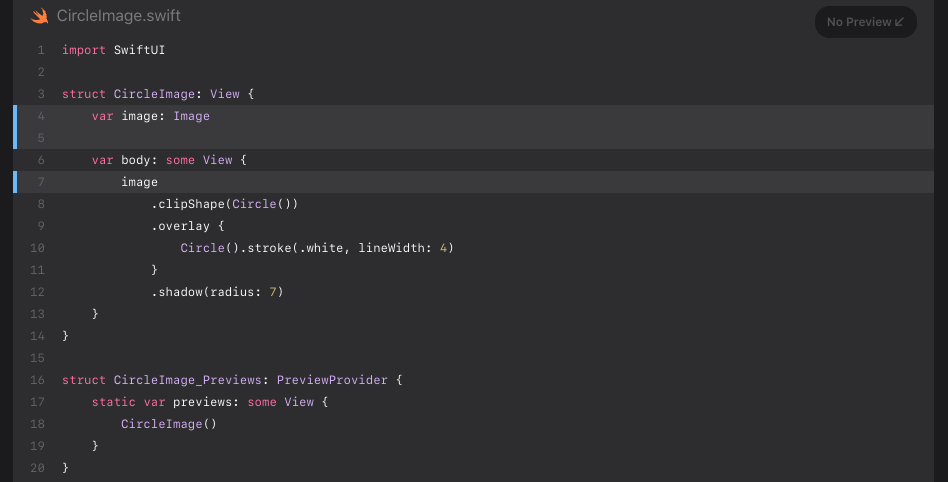 CircleImage.swift
No Preview
1 import SwiftUI
2
3 struct CircleImage: View {
4     var image: Image
5
6     var body: some View {
7         image
8             .clipShape(Circle())
9             .overlay {
10                 Circle().stroke(.white, lineWidth: 4)
11             }
12             .shadow(radius: 7)
13     }
14 }
15
16 struct CircleImage_Previews: PreviewProvider {
17     static var previews: some View {
18         CircleImage()
19     }
20 }